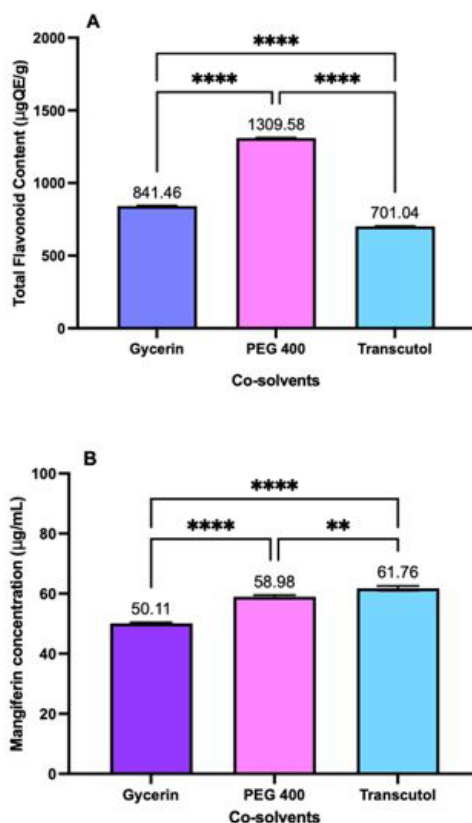 A
Total Flavonoid Content (µgQE/g)
2000
1500
1000
500
0
****
****
****
841.46
1309.58
701.04
Gycerin
PEG 400
Transcutol
Co-solvents
B
Mangiferin concentration (µg/mL)
100
80
60
40
20
0
****
****
**
50.11
58.98
61.76
Glycerin
PEG 400
Transcutol
Co-solvents